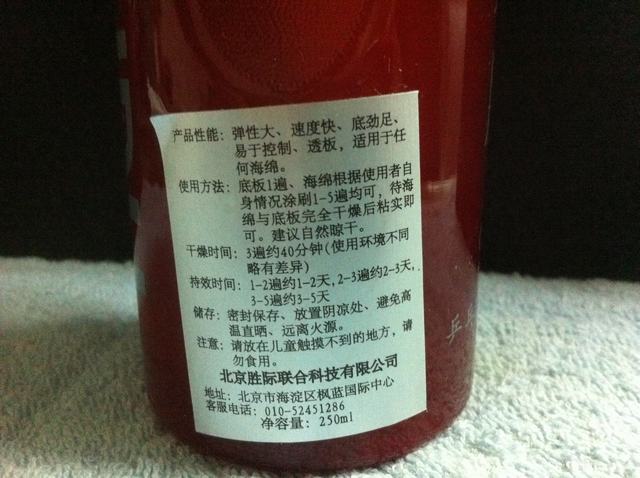 产品性能：弹性大、速度快、底劲足、
易于控制、透板，适用于任
何海绵。
使用方法：底板1遍、海绵根据使用者自
身情况涂刷1-5遍均可，待海
绵与底板完全干燥后粘实即
可。建议自然晾干。
干燥时间：3遍约40分钟(使用环境不同
略有差异)
持效时间：1-2遍约1-2天,2-3遍约2-3天,
3-5遍约3-5天
储存：密封保存、放置阴凉处、避免高
温直晒、远离火源。
注意：请放在儿童触摸不到的地方，请
勿食用。
北京胜际联合科技有限公司
地址：北京市海淀区枫蓝国际中心
客服电话：010-52451286
净容量：250ml
乒乓